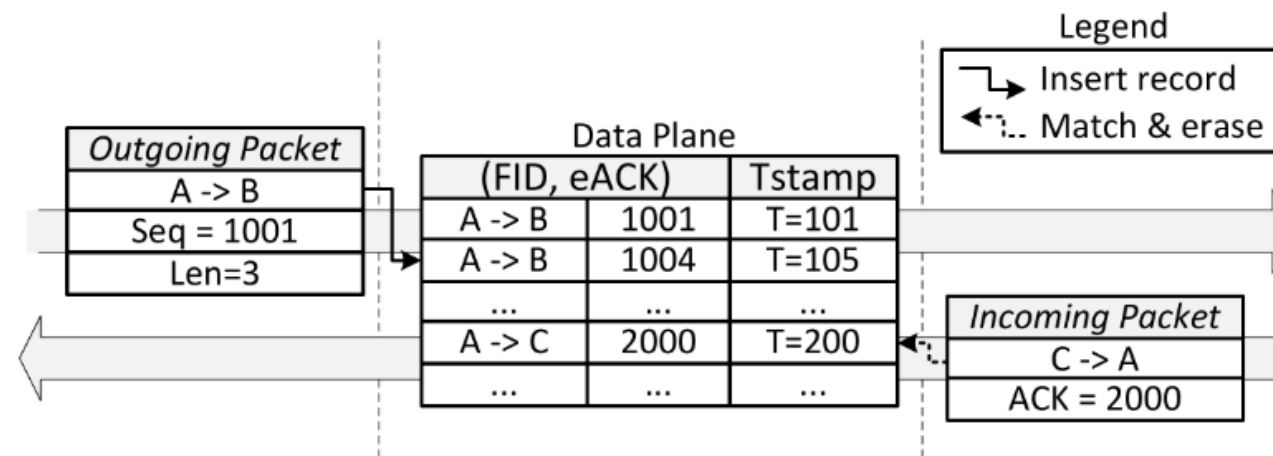 Legend
Insert record
Match & erase
Outgoing Packet
A -> B
Seq = 1001
Len=3
Data Plane
(FID, eACK) Tstamp
A -> B 1001 T=101
A -> B 1004 T=105
... ... ...
A -> C 2000 T=200
... ... ...
Incoming Packet
C -> A
ACK = 2000